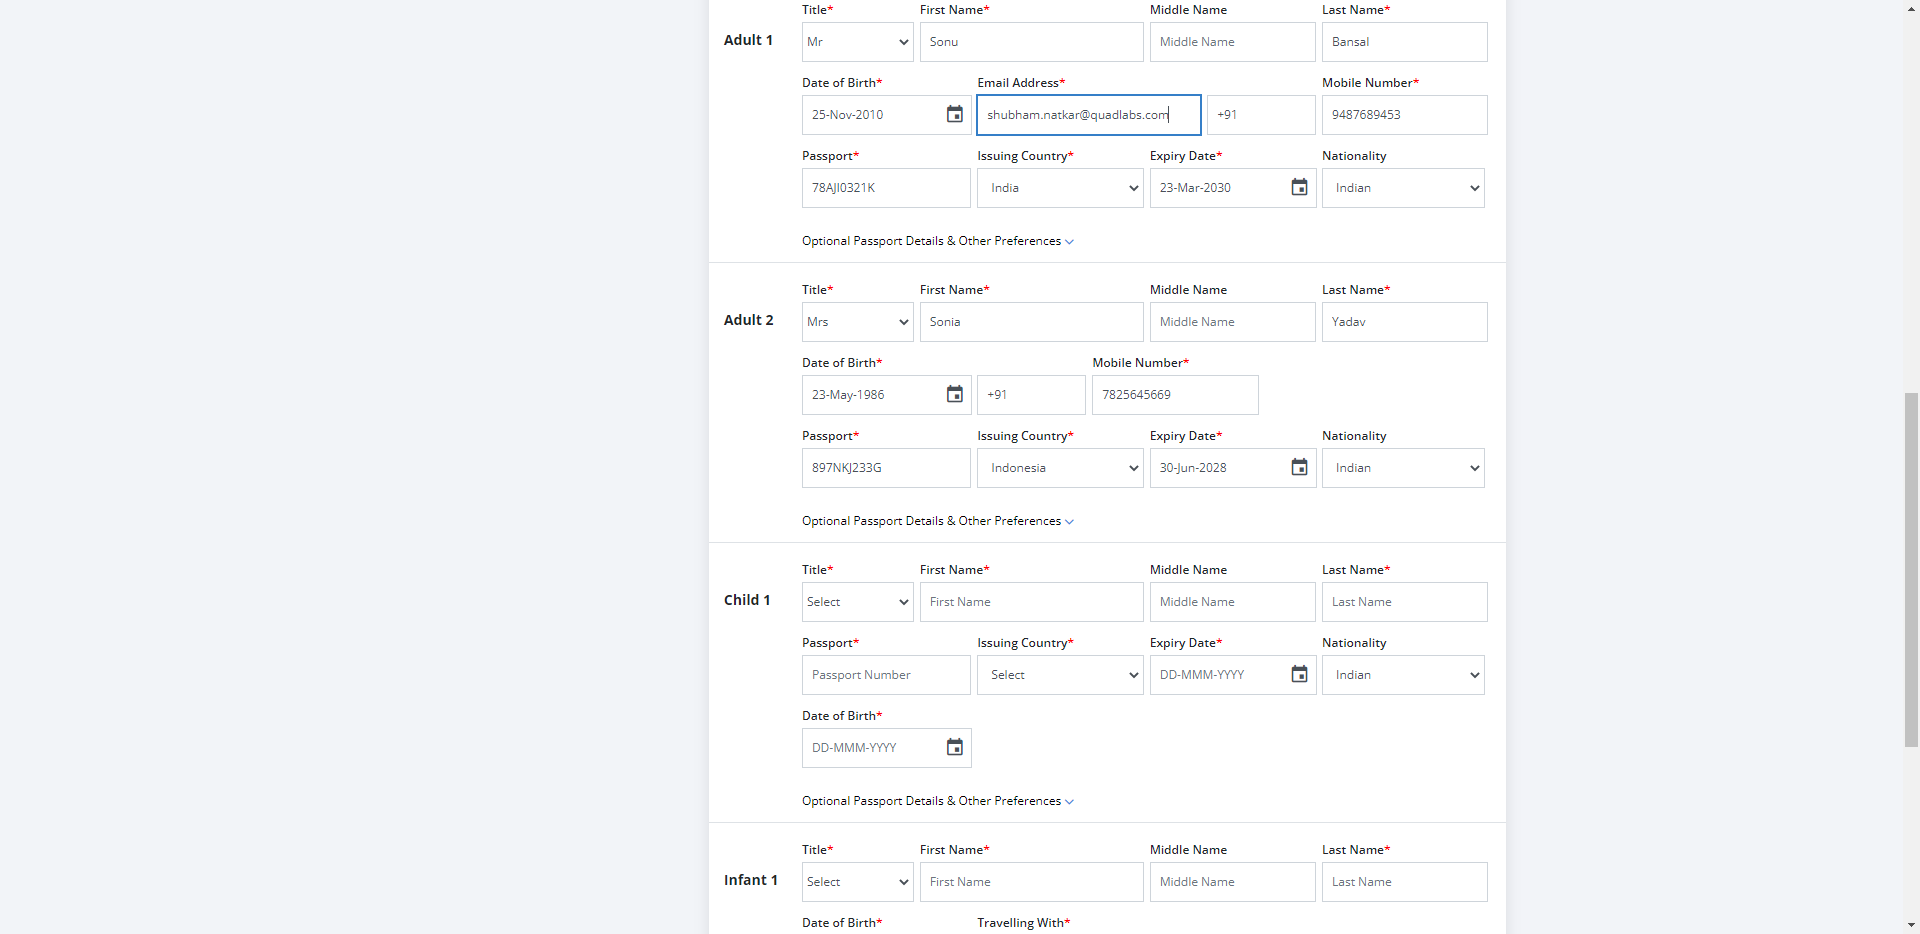 Title* First Name* Middle Name Last Name*
Adult 1 Mr Sonu Middle Name Bansal
Date of Birth* Email Address* Mobile Number*
25-Nov-2010 shubham.natkar@quadlabs.com +91 9487689453
Passport* Issuing Country* Expiry Date* Nationality
78AJI0321K India 23-Mar-2030 Indian
Optional Passport Details & Other Preferences
Title* First Name* Middle Name Last Name*
Adult 2 Mrs Sonia Middle Name Yadav
Date of Birth* Mobile Number*
23-May-1986 +91 7825645669
Passport* Issuing Country* Expiry Date* Nationality
897NKJ233G Indonesia 30-Jun-2028 Indian
Optional Passport Details & Other Preferences
Title* First Name* Middle Name Last Name*
Child 1 Select First Name Middle Name Last Name
Passport* Issuing Country* Expiry Date* Nationality
Passport Number Select DD-MMM-YYYY Indian
Date of Birth*
DD-MMM-YYYY
Optional Passport Details & Other Preferences
Title* First Name* Middle Name Last Name*
Infant 1 Select First Name Middle Name Last Name
Date of Birth* Travelling With*